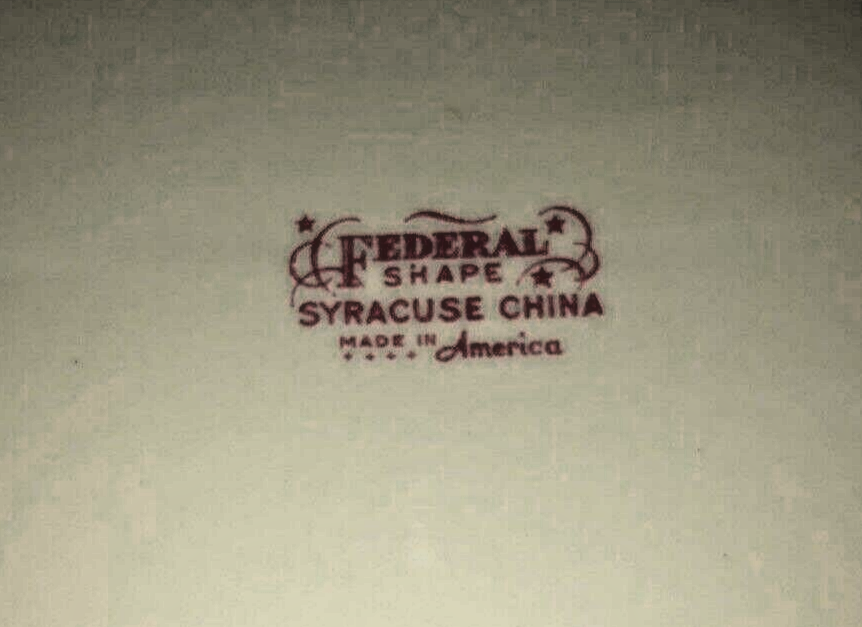 FEDERAL
SHAPE
SYRACUSE CHINA
MADE IN America